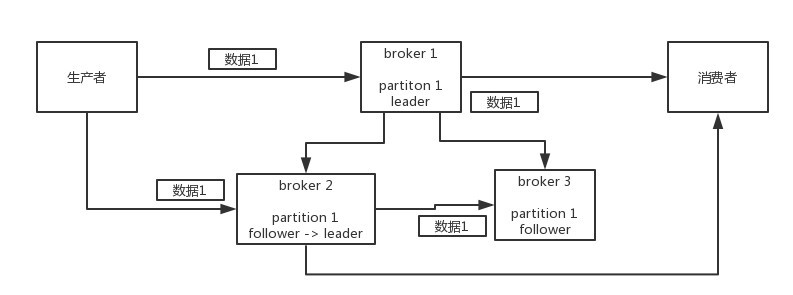 生产者
数据1
broker 1
partiton 1
leader
数据1
消费者
数据1
broker 2
partition 1
follower -> leader
数据1
broker 3
partition 1
follower